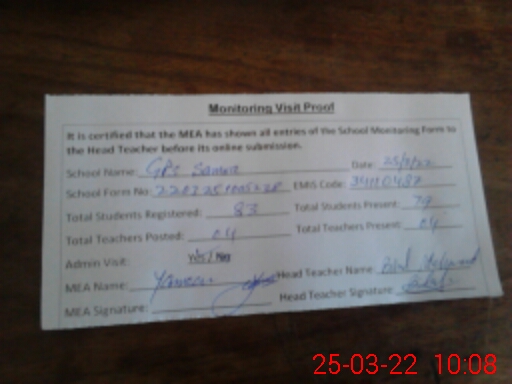 Monitoring Visit Proof
It is certified that the MEA has shown all entries of the School Monitoring Form to
the Head Teacher before its online submission.
School Name: GPS Date: 25/3/22
School Form No: EMIS Code:
Total Students Registered: 83 Total Students Present: 79
Total Teachers Posted: 04 Total Teachers Present: 04
Admin Visit: Yes / No
MEA Name: Head Teacher Name:
MEA Signature: Head Teacher Signature:
25-03-22 10:08